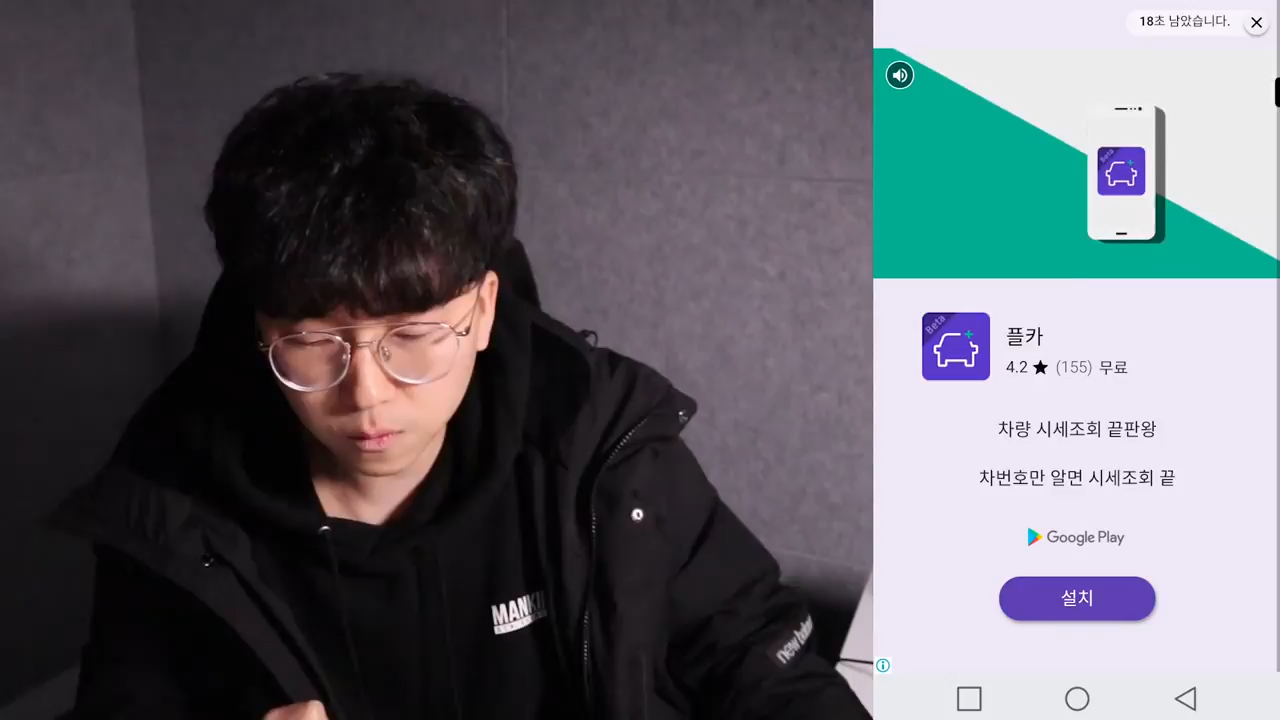 18초 남았습니다.
Beta
Beta
플카
4.2 ★ (155) 무료
차량 시세조회 끝판왕
차번호만 알면 시세조회 끝
Google Play
설치
new bala